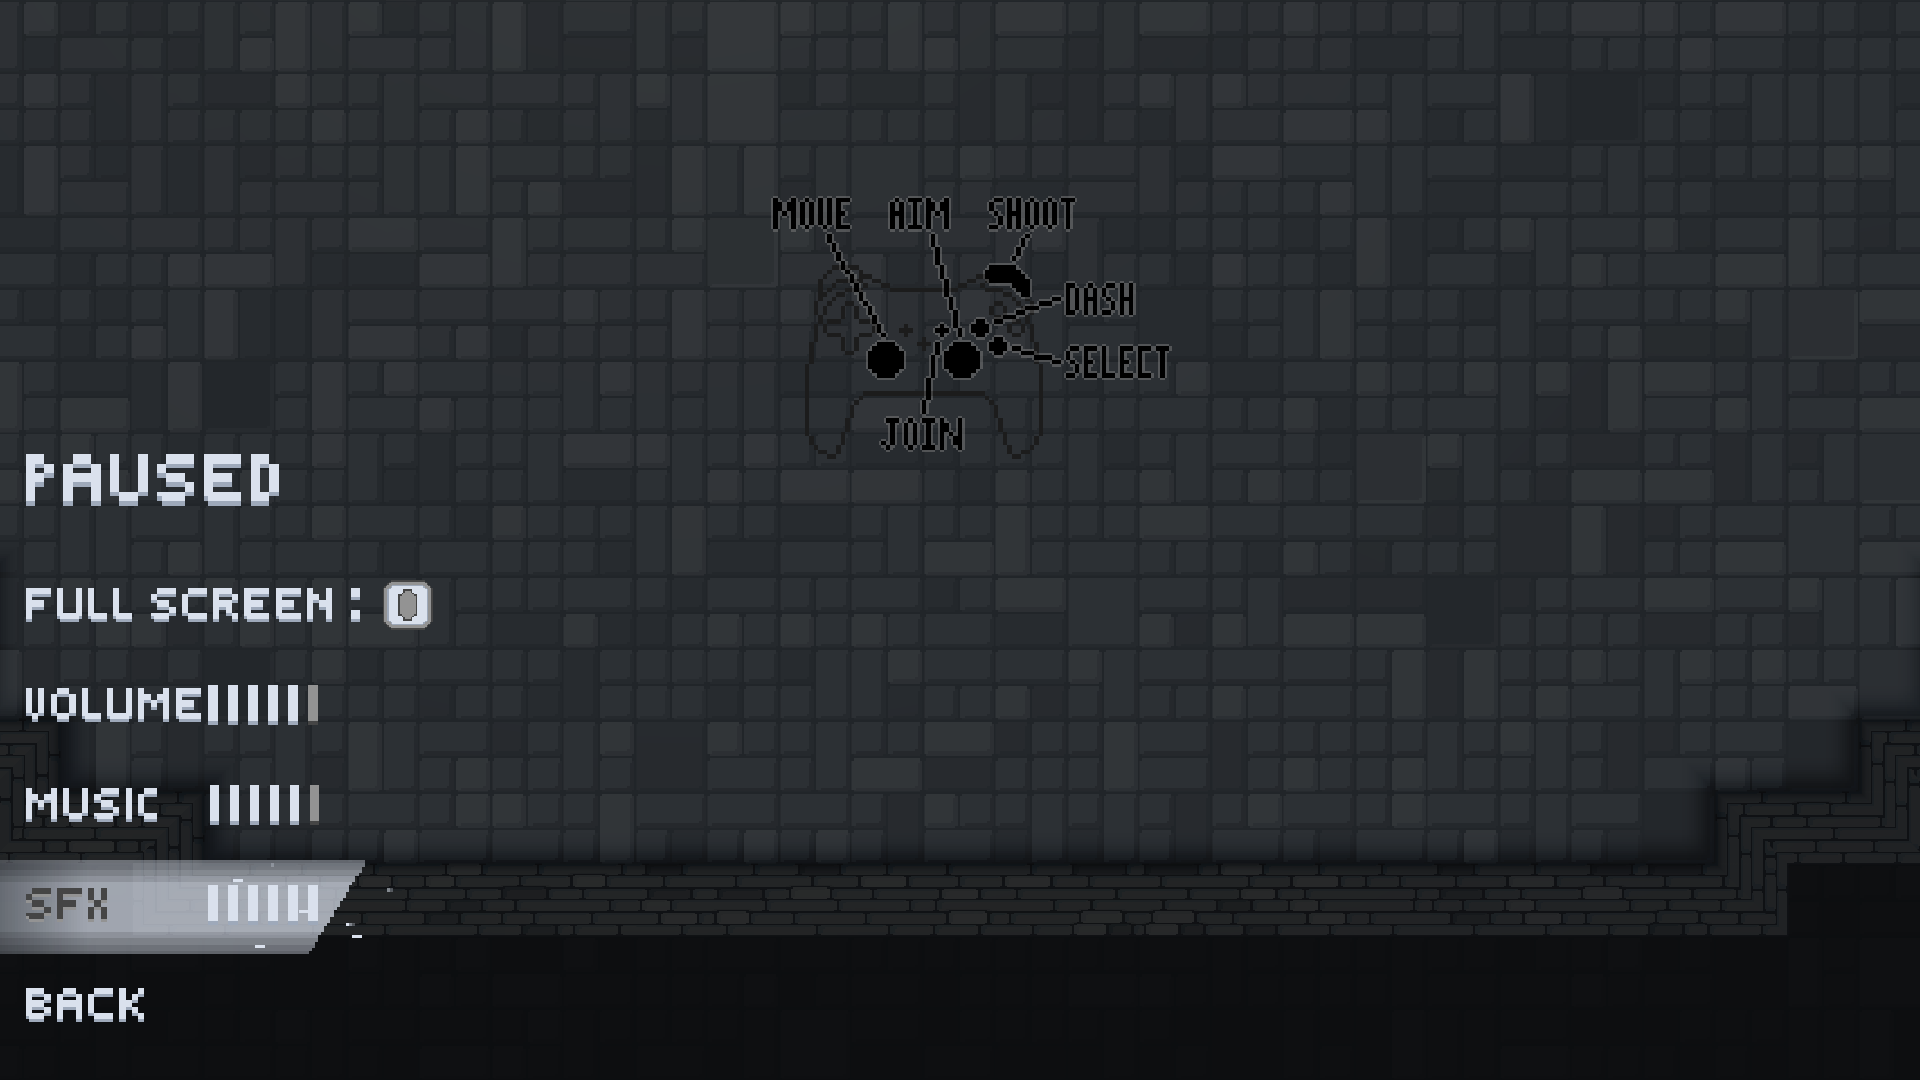 MOVE AIM SHOOT
DASH
SELECT
JOIN
PAUSED
FULL SCREEN :
VOLUME
MUSIC
SFX
BACK